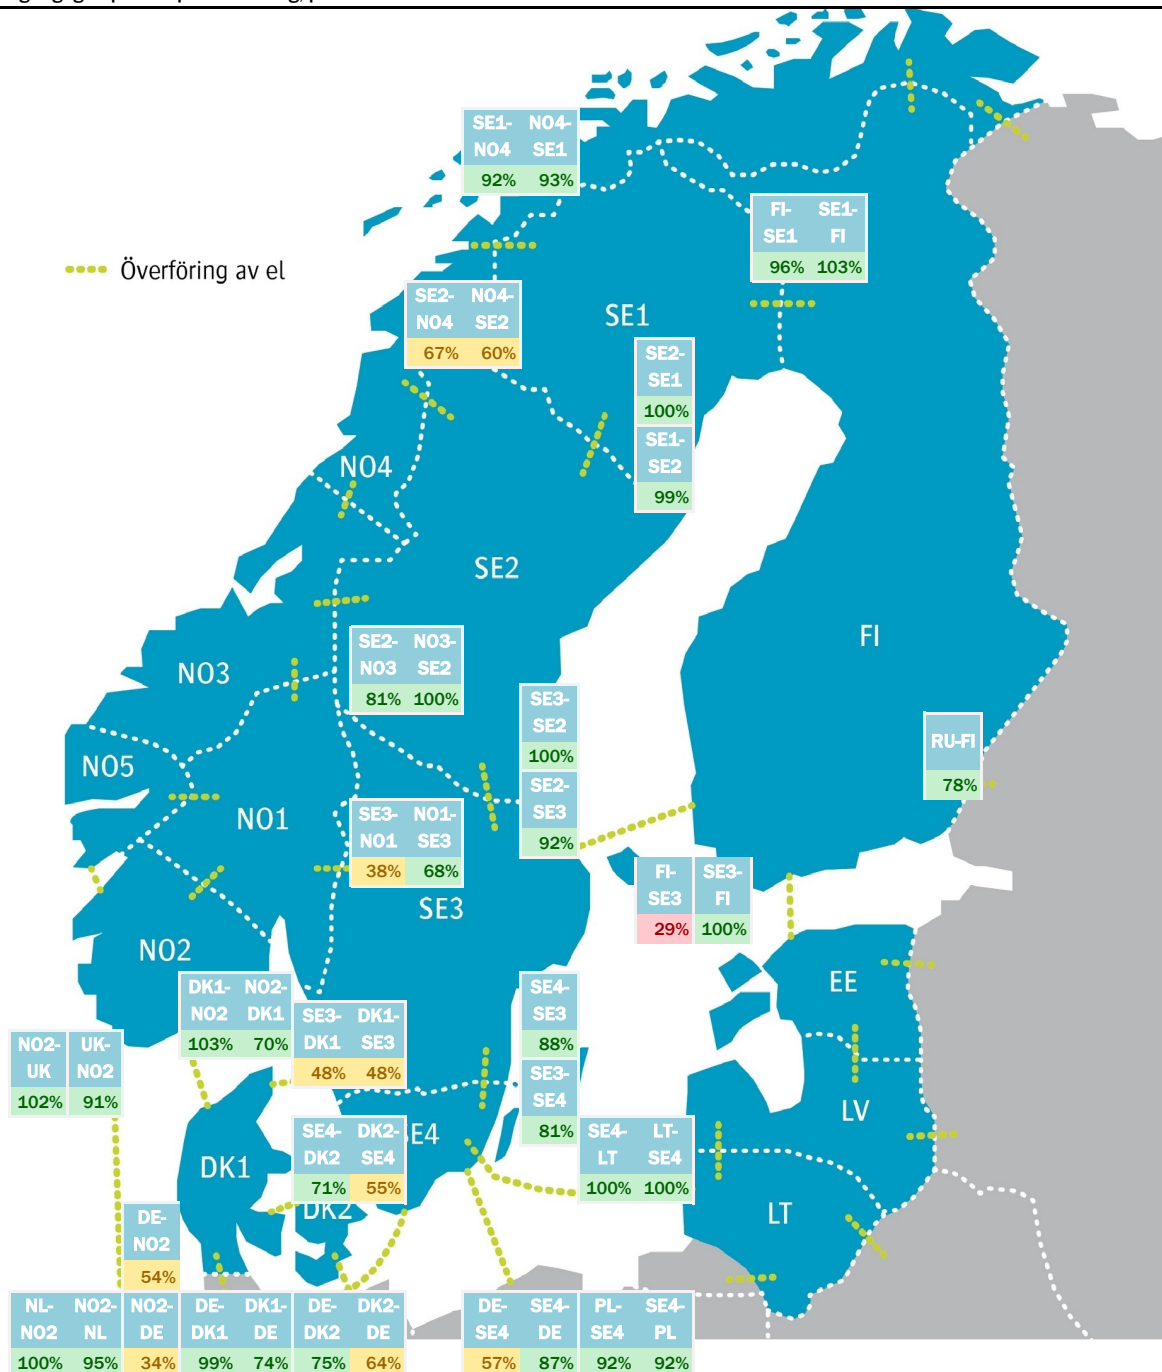 SE1- NO4-
NO4 SE1
92% 93%
FI- SE1-
SE1 FI
96% 103%
Överföring av el
SE2- NO4-
NO4 SE2
67% 60%
SE1
SE2-
SE1
100%
SE1-
SE2
99%
NO4
SE2
FI
SE2- NO3-
NO3 SE2
81% 100%
NO3
SE3-
SE2
100%
SE2-
SE3
92%
RU-FI
78%
NO5
NO1
SE3- NO1-
NO1 SE3
38% 68%
FI- SE3-
SE3 FI
29% 100%
SE3
NO2
EE
DK1- NO2-
NO2 DK1
103% 70%
SE3- DK1-
DK1 SE3
48% 48%
SE4-
SE3
88%
SE3-
SE4
81%
NO2- UK-
UK NO2
102% 91%
LV
SE4- DK2-
DK2 SE4
71% 55%
E4
SE4- LT-
LT SE4
100% 100%
DK1
DK2
LT
DE-
NO2
54%
NL- NO2- NO2- DE- DK1- DE- DK2-
NO2 NL DE DK1 DE DK2 DE
100% 95% 34% 99% 74% 75% 64%
DE- SE4- PL- SE4-
SE4 DE SE4 PL
57% 87% 92% 92%